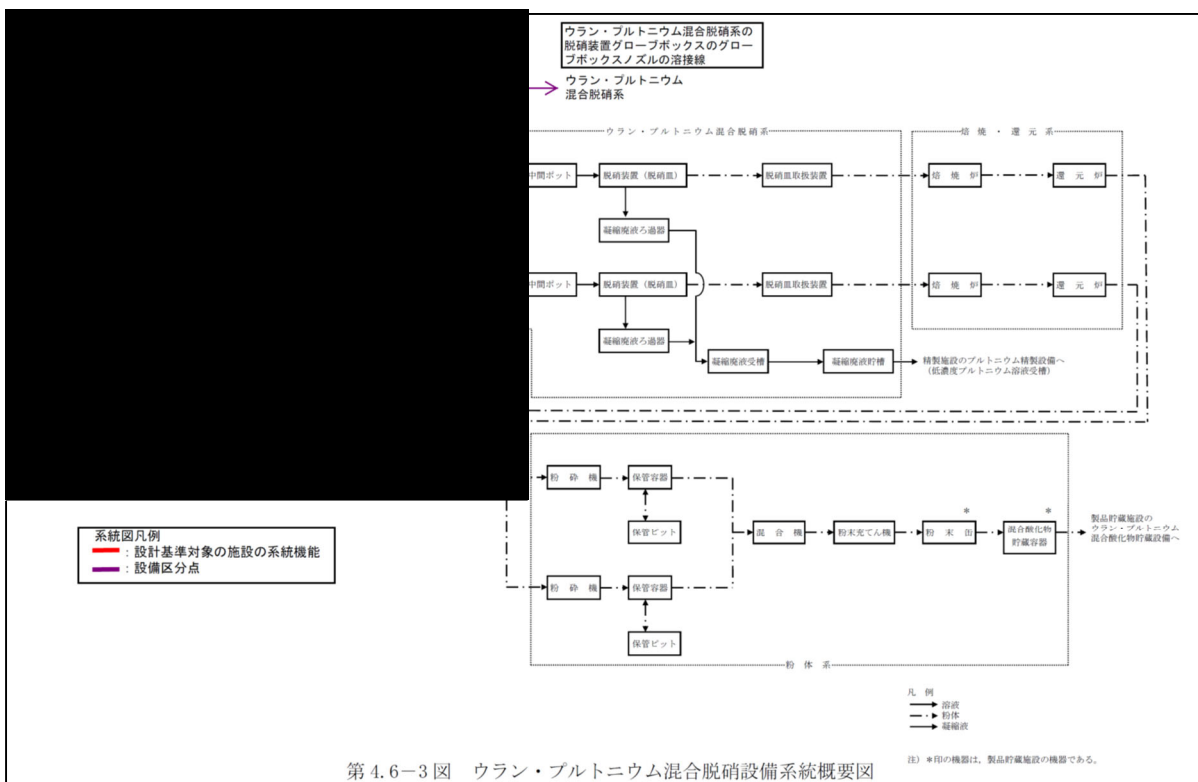 ウラン・プルトニウム混合脱硝系の
脱硝装置グローブボックスのグロー
ブボックスノズルの溶接線
ウラン・プルトニウム
混合脱硝系
ウラン・プルトニウム混合脱硝系
焙焼・還元系
中間ポット
脱硝装置(脱硝皿)
脱硝皿取扱装置
焙焼炉
還元炉
凝縮廃液ろ過器
中間ポット
脱硝装置(脱硝皿)
脱硝皿取扱装置
焙焼炉
還元炉
凝縮廃液ろ過器
凝縮廃液受槽
凝縮廃液貯槽
精製施設のプルトニウム精製設備へ
(低濃度プルトニウム溶液受槽)
粉砕機
保管容器
保管ピット
混合機
粉末充てん機
*
粉末缶
*
混合酸化物
貯蔵容器
製品貯蔵施設の
ウラン・プルトニウム
混合酸化物貯蔵設備へ
粉砕機
保管容器
保管ピット
粉体系
系統図凡例
:設計基準対象の施設の系統機能
:設備区分点
凡例
溶液
粉体
凝縮液
注)*印の機器は、製品貯蔵施設の機器である。
第4.6-3図 ウラン・プルトニウム混合脱硝設備系統概要図